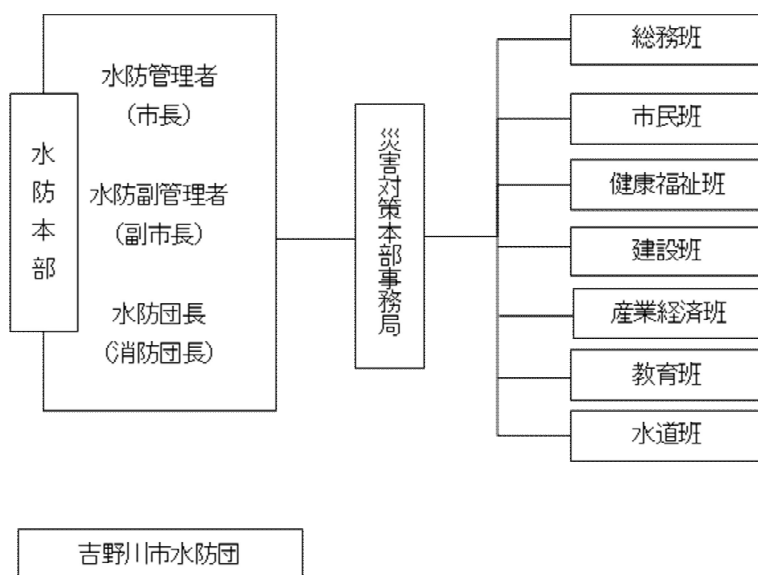 水防本部
水防管理者
(市長)
水防副管理者
(副市長)
水防団長
(消防団長)
災害対策本部事務局
総務班
市民班
健康福祉班
建設班
産業経済班
教育班
水道班
吉野川市水防団